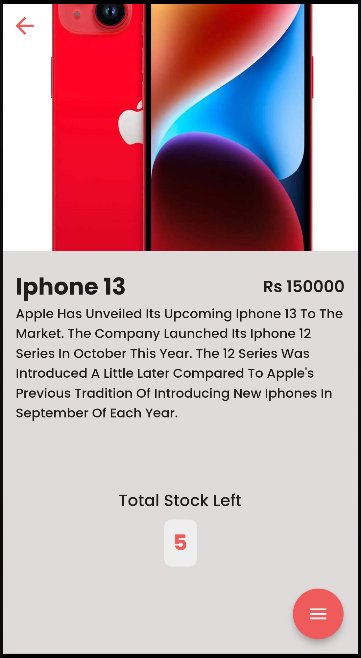 Iphone 13
Rs 150000
Apple Has Unveiled Its Upcoming Iphone 13 To The
Market. The Company Launched Its Iphone 12
Series In October This Year. The 12 Series Was
Introduced A Little Later Compared To Apple's
Previous Tradition Of Introducing New Iphones In
September Of Each Year.
Total Stock Left
5